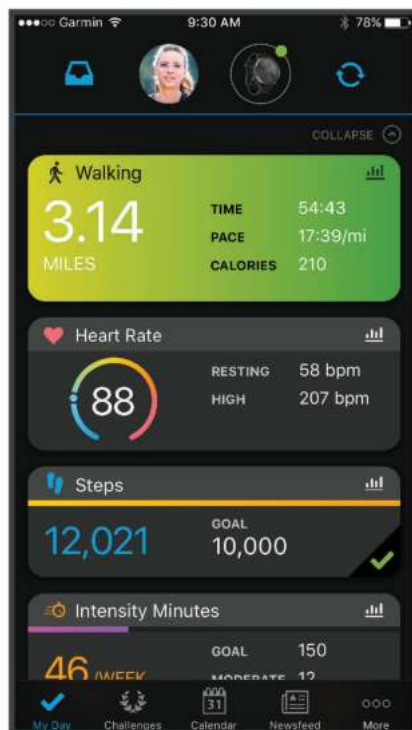 Garmin 9:30 AM 78%
COLLAPSE
Walking
3.14
MILES
TIME 54:43
PACE 17:39/mi
CALORIES 210
Heart Rate
88
RESTING 58 bpm
HIGH 207 bpm
Steps
12,021
GOAL
10,000
Intensity Minutes
46 /WEEK
GOAL 150
MODERATE 12
31
My Day Challenges Calendar Newsfeed More